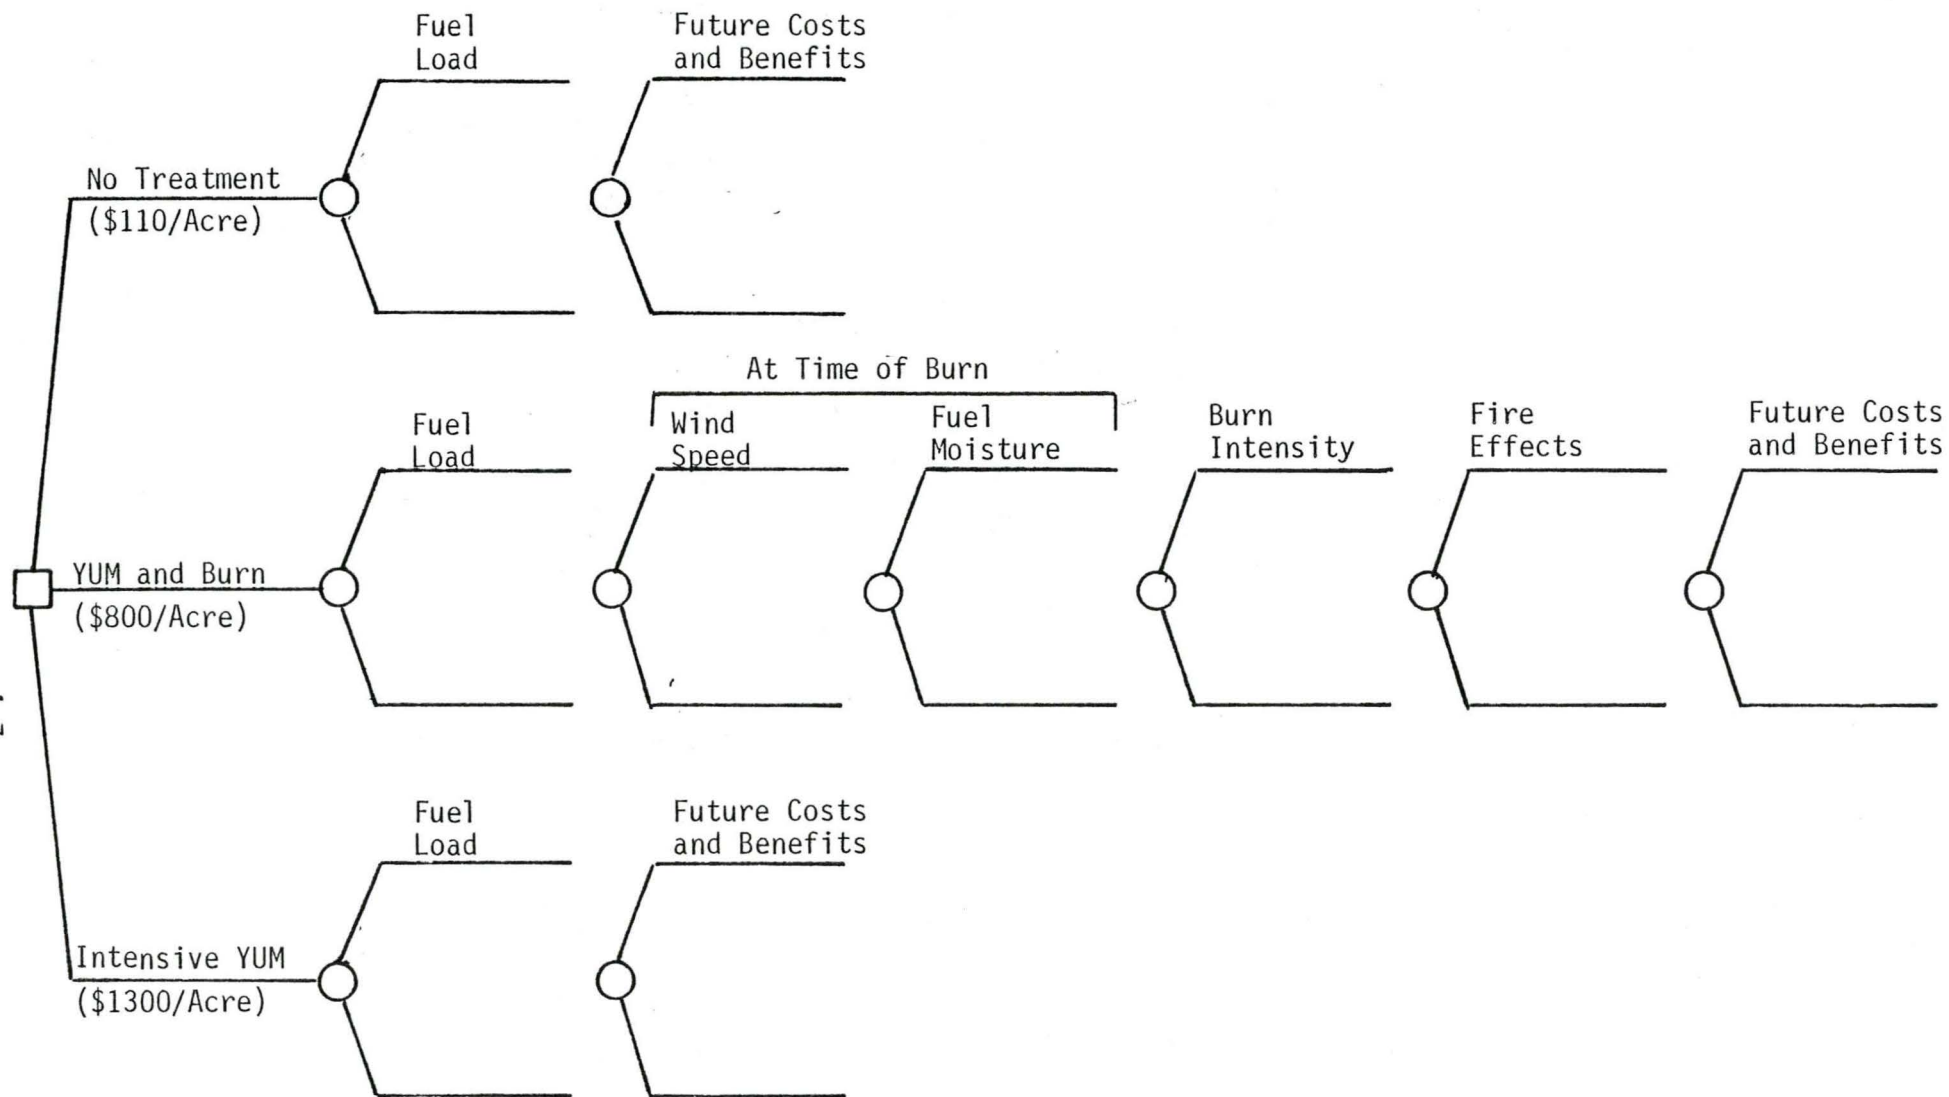 Fuel
Load
Future Costs
and Benefits
No Treatment
($110/Acre)
At Time of Burn
Fuel
Load
Wind
Speed
Fuel
Moisture
Burn
Intensity
Fire
Effects
Future Costs
and Benefits
YUM and Burn
($800/Acre)
Fuel
Load
Future Costs
and Benefits
Intensive YUM
($1300/Acre)